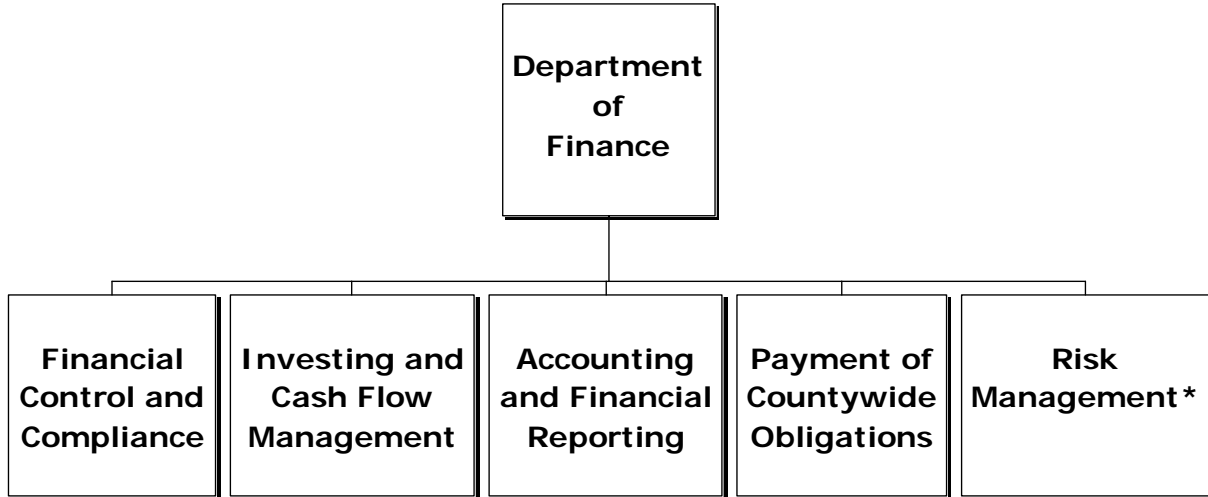 Department
of
Finance
Financial
Control and
Compliance
Investing and
Cash Flow
Management
Accounting
and Financial
Reporting
Payment of
Countywide
Obligations
Risk
Management*